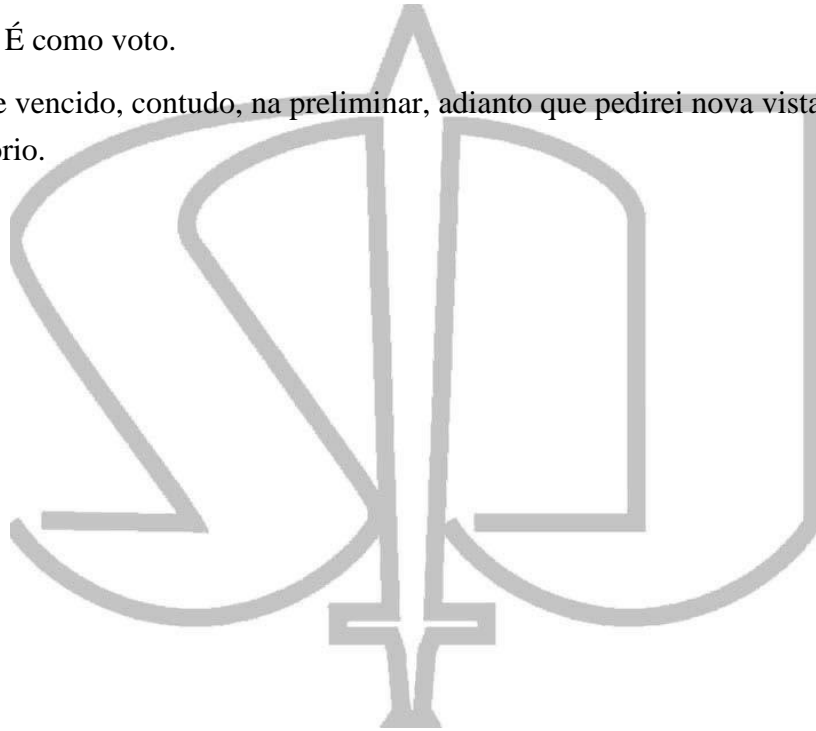 É como voto.
e vencido, contudo, na preliminar, adianto que pedirei nova vista
rio.